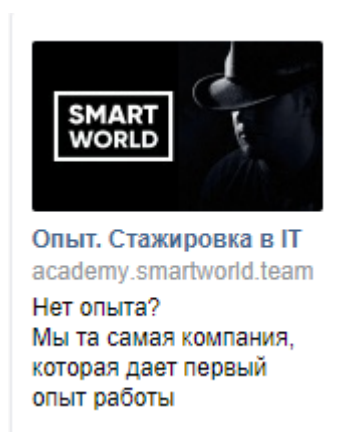 SMART
WORLD
Опыт. Стажировка в IT
academy.smartworld.team
Нет опыта?
Мы та самая компания,
которая дает первый
опыт работы